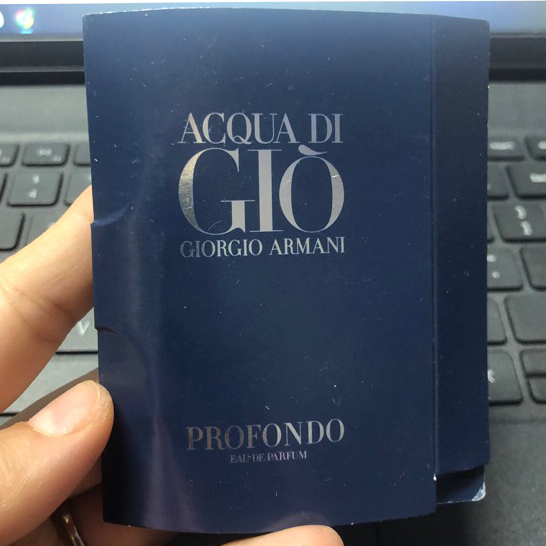 ACQUA DI
GIÒ
GIORGIO ARMANI
PROFONDO
EAU DE PARFUM